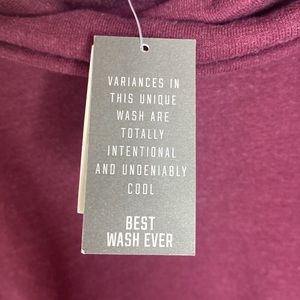 VARIANCES IN
THIS UNIQUE
WASH ARE
TOTALLY
INTENTIONAL
AND UNDENIABLY
COOL
BEST
WASH EVER